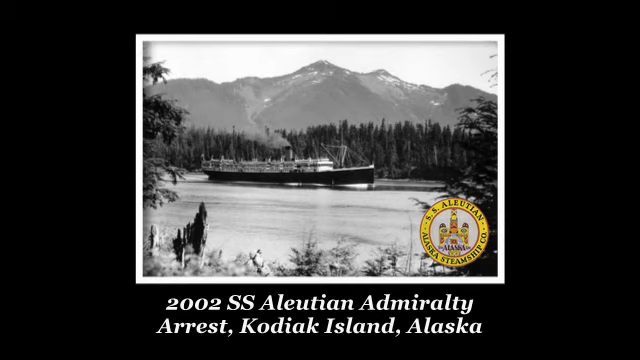 S. S. ALEUTIAN
ALASKA
ALASKA STEAMSHIP CO.
2002 SS Aleutian Admiralty
Arrest, Kodiak Island, Alaska